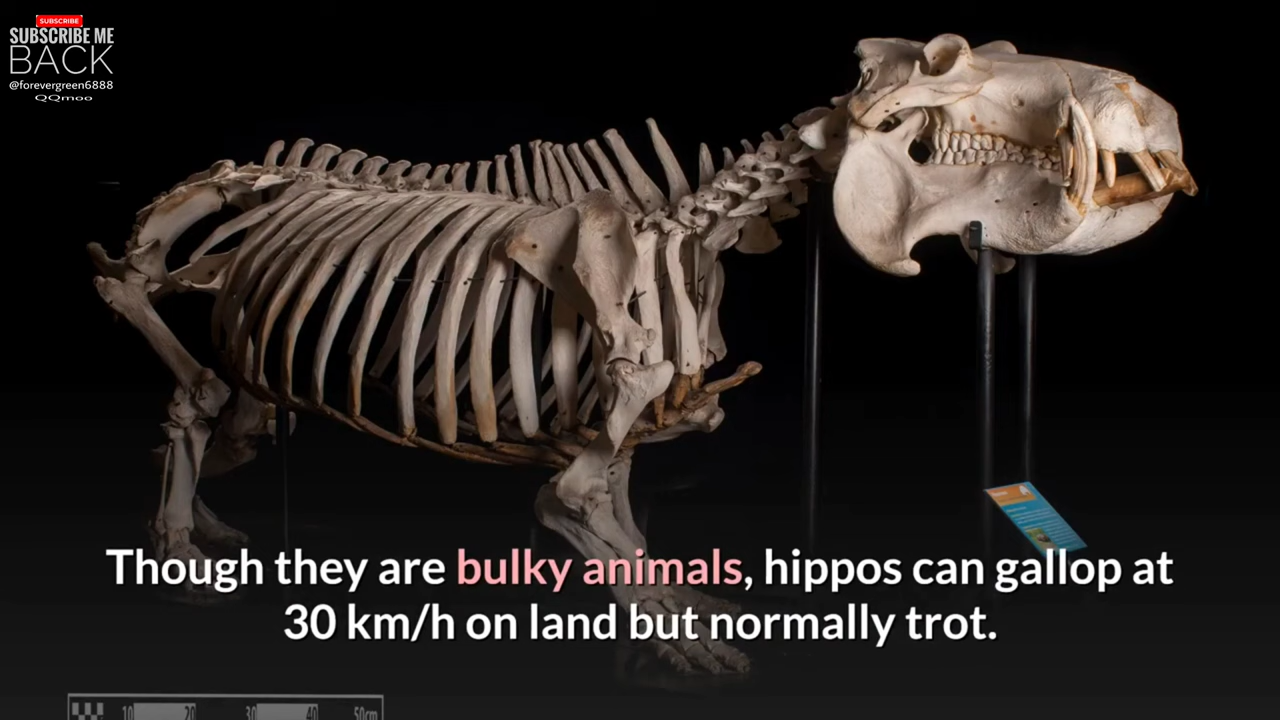 SUBSCRIBE
SUBSCRIBE ME
BACK
@forevergreen6888
QQmoo
Though they are bulky animals, hippos can gallop at
30 km/h on land but normally trot.
10 20 30 40 50cm